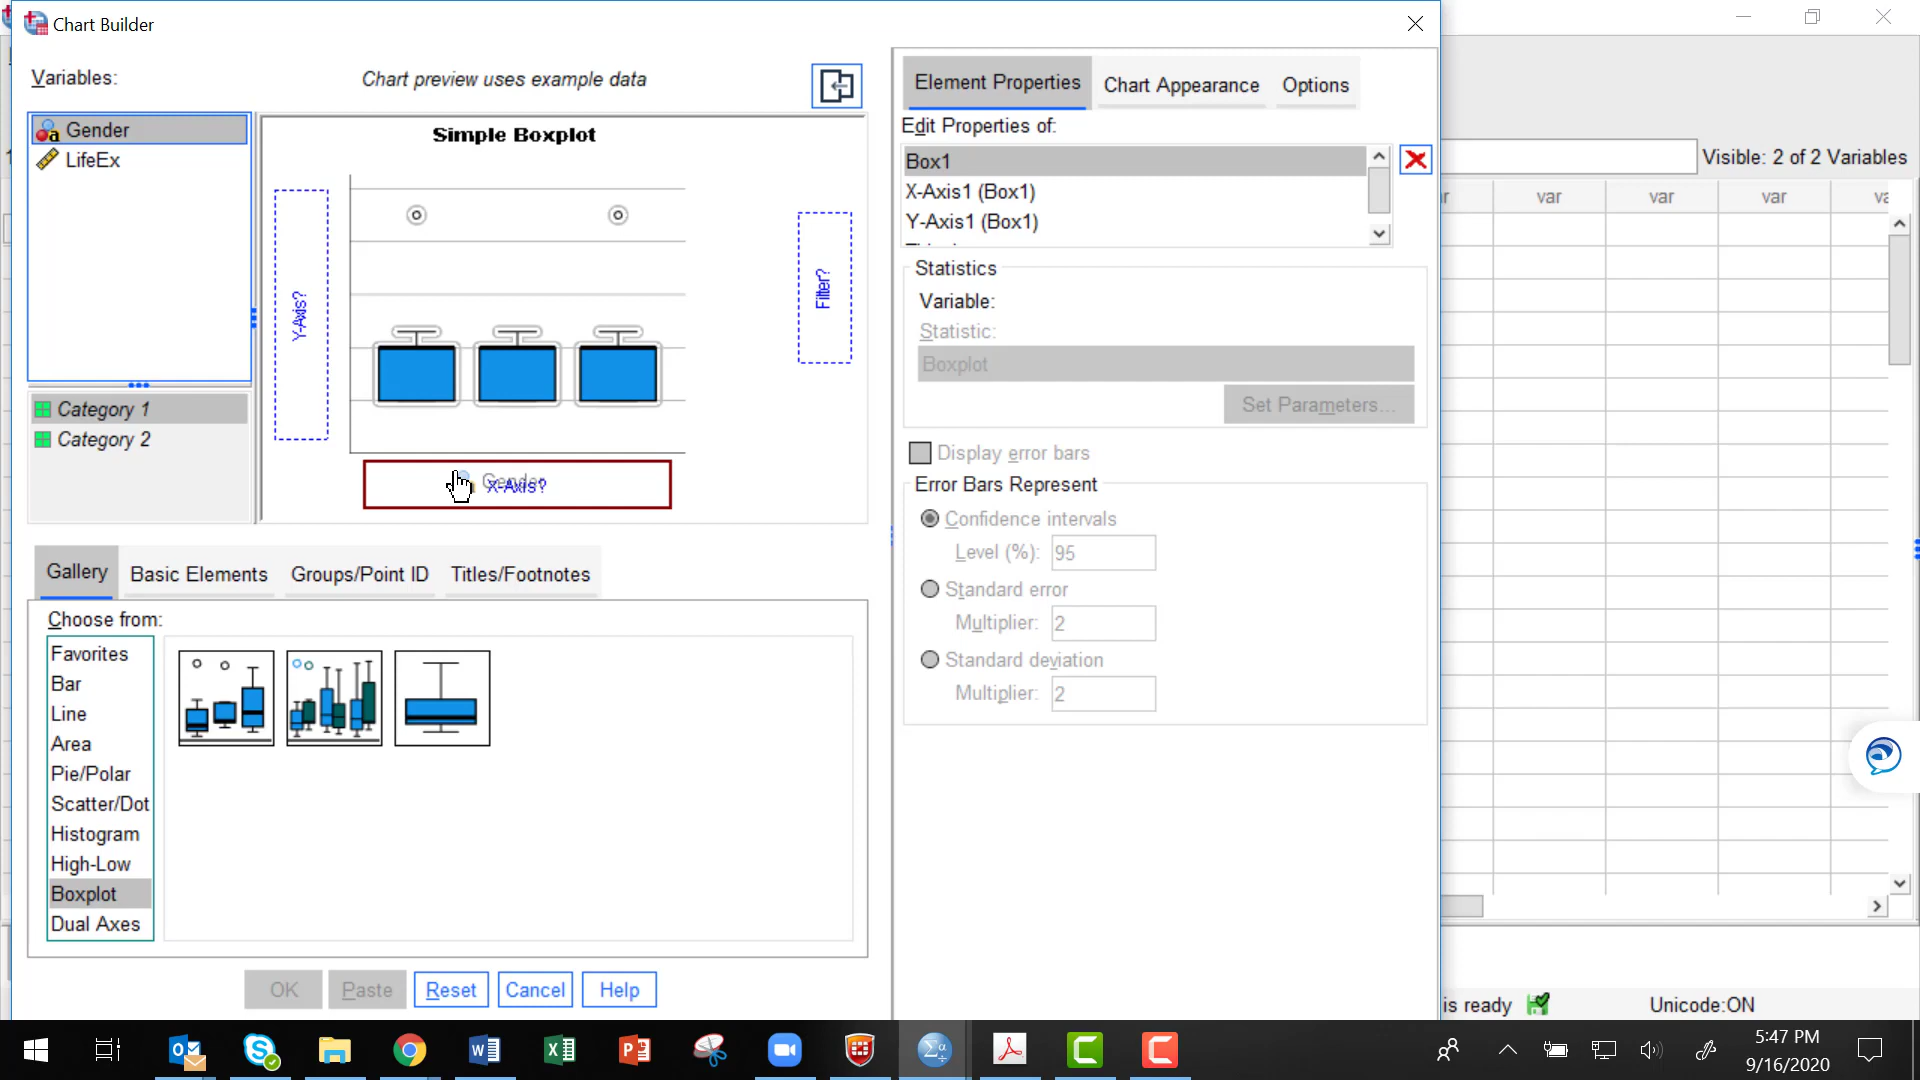 Chart Builder
Variables:
Chart preview uses example data
Gender
LifeEx
Simple Boxplot
Y-Axis?
Filter?
Category 1
Category 2
Gender
X-Axis?
Gallery
Basic Elements
Groups/Point ID
Titles/Footnotes
Choose from:
Favorites
Bar
Line
Area
Pie/Polar
Scatter/Dot
Histogram
High-Low
Boxplot
Dual Axes
OK
Paste
Reset
Cancel
Help
Element Properties
Chart Appearance
Options
Edit Properties of:
Box1
X-Axis1 (Box1)
Y-Axis1 (Box1)
Statistics
Variable:
Statistic:
Boxplot
Set Parameters...
Display error bars
Error Bars Represent
Confidence intervals
Level (%): 95
Standard error
Multiplier: 2
Standard deviation
Multiplier: 2
Visible: 2 of 2 Variables
var var var
is ready
Unicode:ON
5:47 PM
9/16/2020